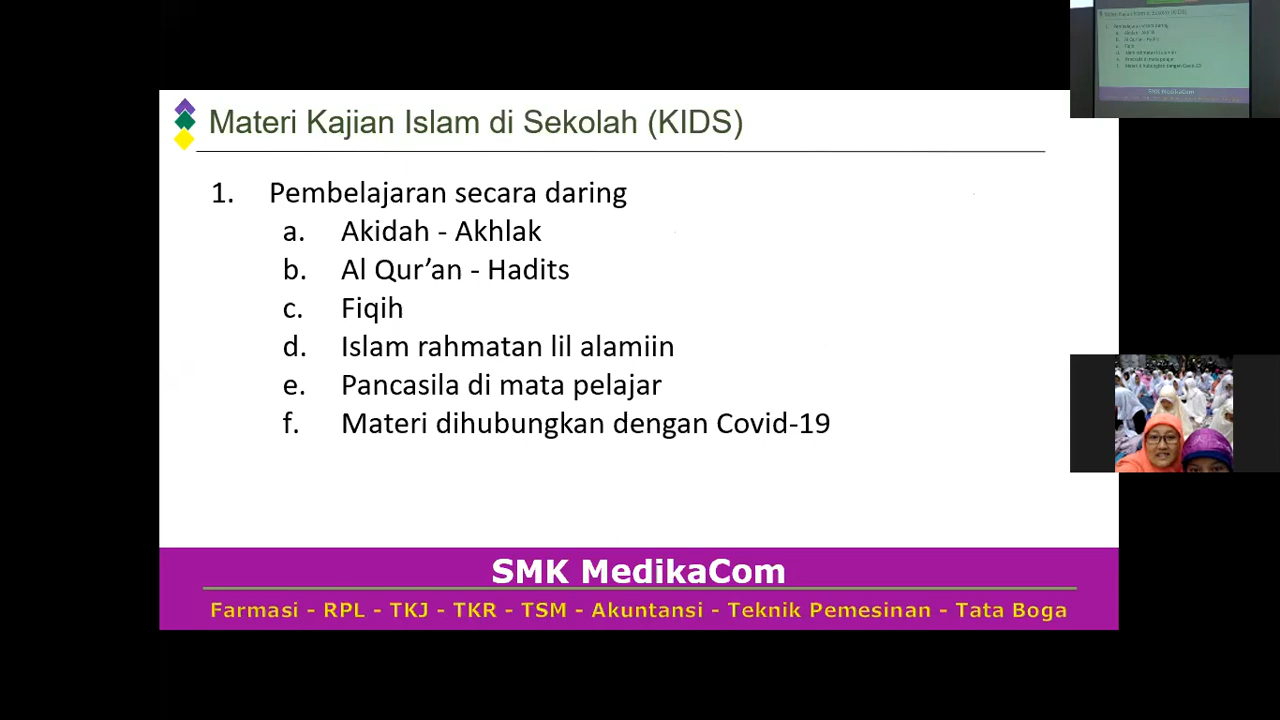 Materi Kajian Islam di Sekolah (KIDS)
1. Pembelajaran secara daring
a. Akidah - Akhlak
b. Al Qur’an - Hadits
c. Fiqih
d. Islam rahmatan lil alamiin
e. Pancasila di mata pelajar
f. Materi dihubungkan dengan Covid-19
SMK MedikaCom
Farmasi - RPL - TKJ - TKR - TSM - Akuntansi - Teknik Pemesinan - Tata Boga
SMK MedikaCom